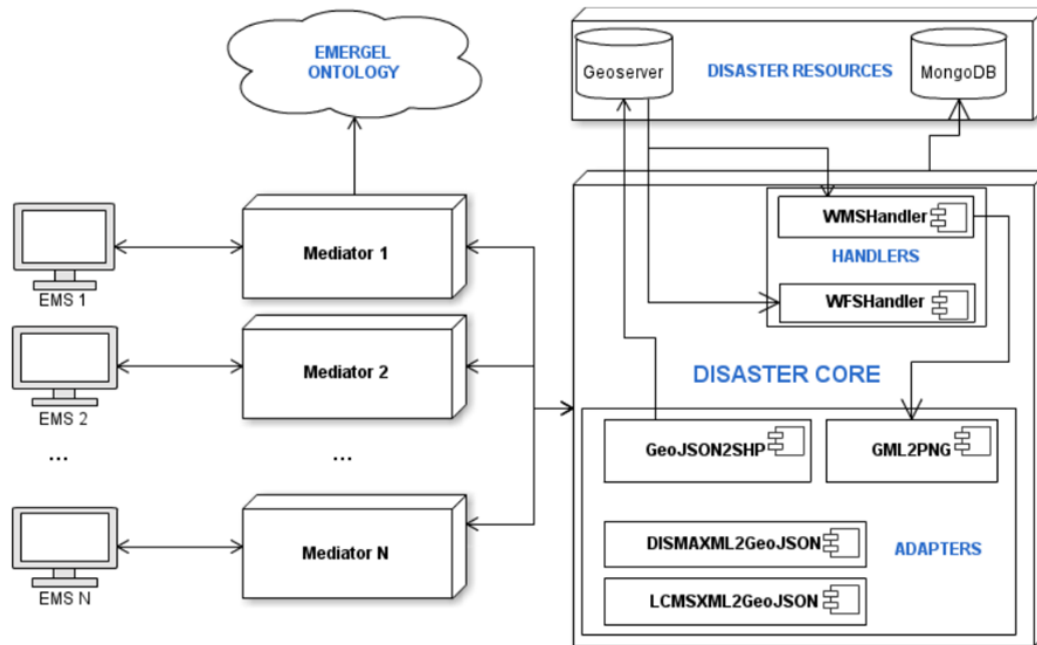 EMERGEL
ONTOLOGY
Geoserver
DISASTER RESOURCES
MongoDB
Mediator 1
EMS 1
WMSHandler
HANDLERS
WFSHandler
Mediator 2
EMS 2
DISASTER CORE
...
...
GeoJSON2SHP
GML2PNG
Mediator N
EMS N
DISMAXML2GeoJSON
ADAPTERS
LCMSXML2GeoJSON